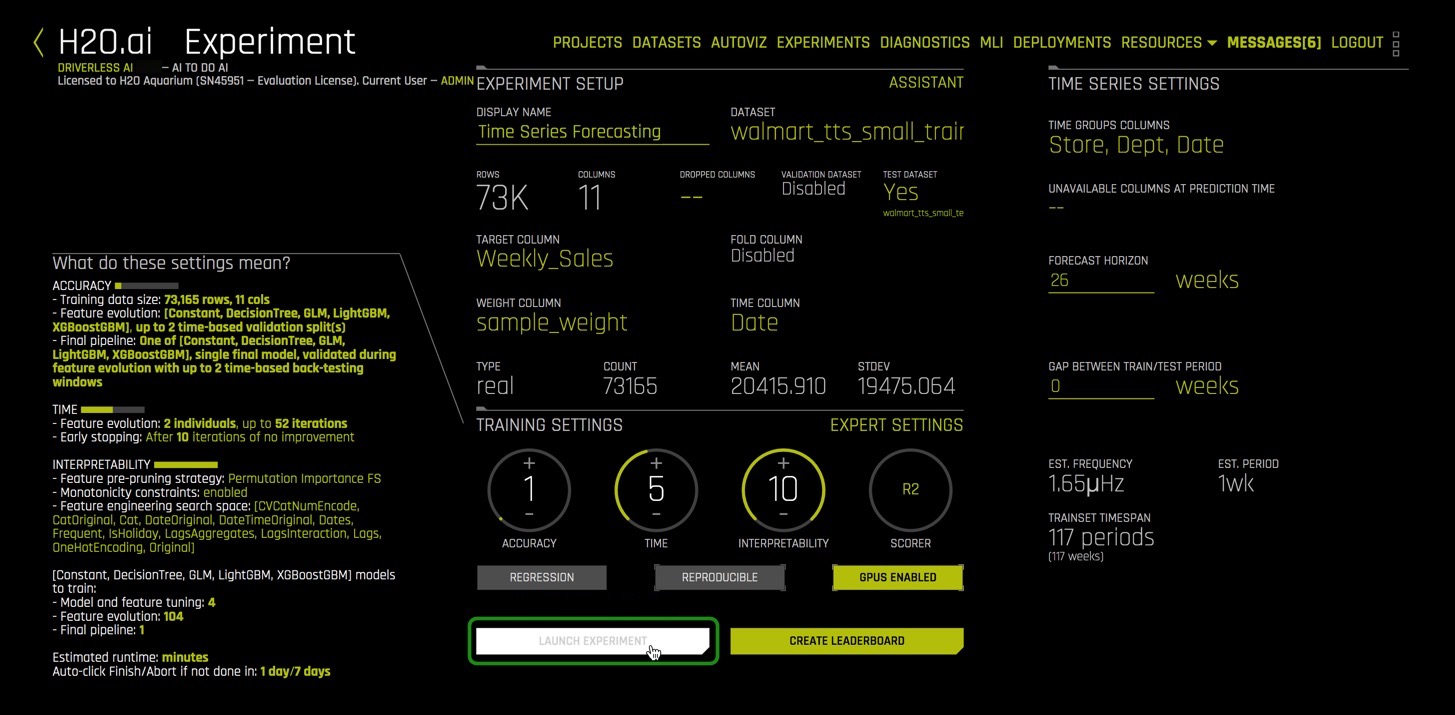 H2O.ai Experiment
DRIVERLESS AI — AI TO DO AI
Licensed to H2O Aquarium (SN45951 — Evaluation License). Current User — ADMIN
PROJECTS DATASETS AUTOVIZ EXPERIMENTS DIAGNOSTICS MLI DEPLOYMENTS RESOURCES MESSAGES[6] LOGOUT
What do these settings mean?
ACCURACY
- Training data size: 73,165 rows, 11 cols
- Feature evolution: [Constant, DecisionTree, GLM, LightGBM,
XGBoostGBM], up to 2 time-based validation split(s)
- Final pipeline: One of [Constant, DecisionTree, GLM,
LightGBM, XGBoostGBM], single final model, validated during
feature evolution with up to 2 time-based back-testing
windows
TIME
- Feature evolution: 2 individuals, up to 52 iterations
- Early stopping: After 10 iterations of no improvement
INTERPRETABILITY
- Feature pre-pruning strategy: Permutation Importance FS
- Monotonicity constraints: enabled
- Feature engineering search space: [CVCatNumEncode,
CatOriginal, Cat, DateOriginal, DateTimeOriginal, Dates,
Frequent, IsHoliday, LagsAggregates, LagsInteraction, Lags,
OneHotEncoding, Original]
[Constant, DecisionTree, GLM, LightGBM, XGBoostGBM] models
to train:
- Model and feature tuning: 4
- Feature evolution: 104
- Final pipeline: 1
Estimated runtime: minutes
Auto-click Finish/Abort if not done in: 1 day/7 days
EXPERIMENT SETUP ASSISTANT
DISPLAY NAME DATASET
Time Series Forecasting walmart_tts_small_train
ROWS COLUMNS DROPPED COLUMNS VALIDATION DATASET TEST DATASET
73K 11 -- Disabled Yes
walmart_tts_small_te
TARGET COLUMN FOLD COLUMN
Weekly_Sales Disabled
WEIGHT COLUMN TIME COLUMN
sample_weight Date
TYPE COUNT MEAN STDEV
real 73165 20415.910 19475.064
TRAINING SETTINGS EXPERT SETTINGS
+ + +
1 5 10 R2
- - -
ACCURACY TIME INTERPRETABILITY SCORER
REGRESSION REPRODUCIBLE GPUS ENABLED
LAUNCH EXPERIMENT CREATE LEADERBOARD
TIME SERIES SETTINGS
TIME GROUPS COLUMNS
Store, Dept, Date
UNAVAILABLE COLUMNS AT PREDICTION TIME
--
FORECAST HORIZON
26 weeks
GAP BETWEEN TRAIN/TEST PERIOD
0 weeks
EST. FREQUENCY EST. PERIOD
1.65μHz 1wk
TRAINSET TIMESPAN
117 periods
(117 weeks)